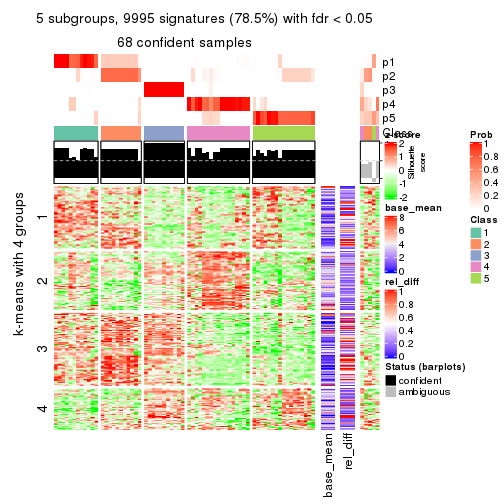 5 subgroups, 9995 signatures (78.5%) with fdr < 0.05
68 confident samples
p1
p2
p3
p4
p5
Class
z-score
2
1
0
-1
-2
Silhouette
score
Prob
1
0.8
0.6
0.4
0.2
0
base_mean
8
6
4
2
0
Class
1
2
3
4
5
rel_diff
1
0.8
0.6
0.4
0.2
0
Status (barplots)
confident
ambiguous
k-means with 4 groups
1
2
3
4
base_mean
rel_diff